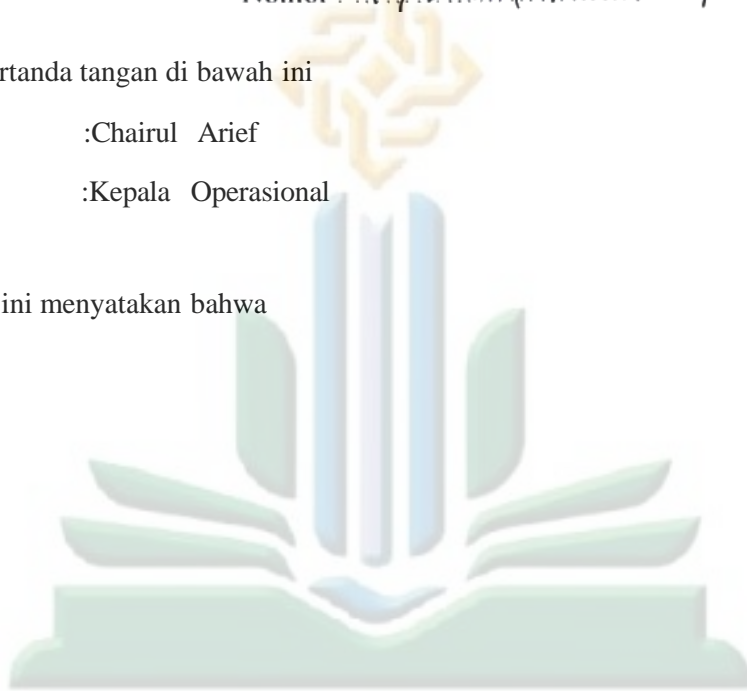 rtanda tangan di bawah ini
:Chairul Arief
:Kepala Operasional
ini menyatakan bahwa